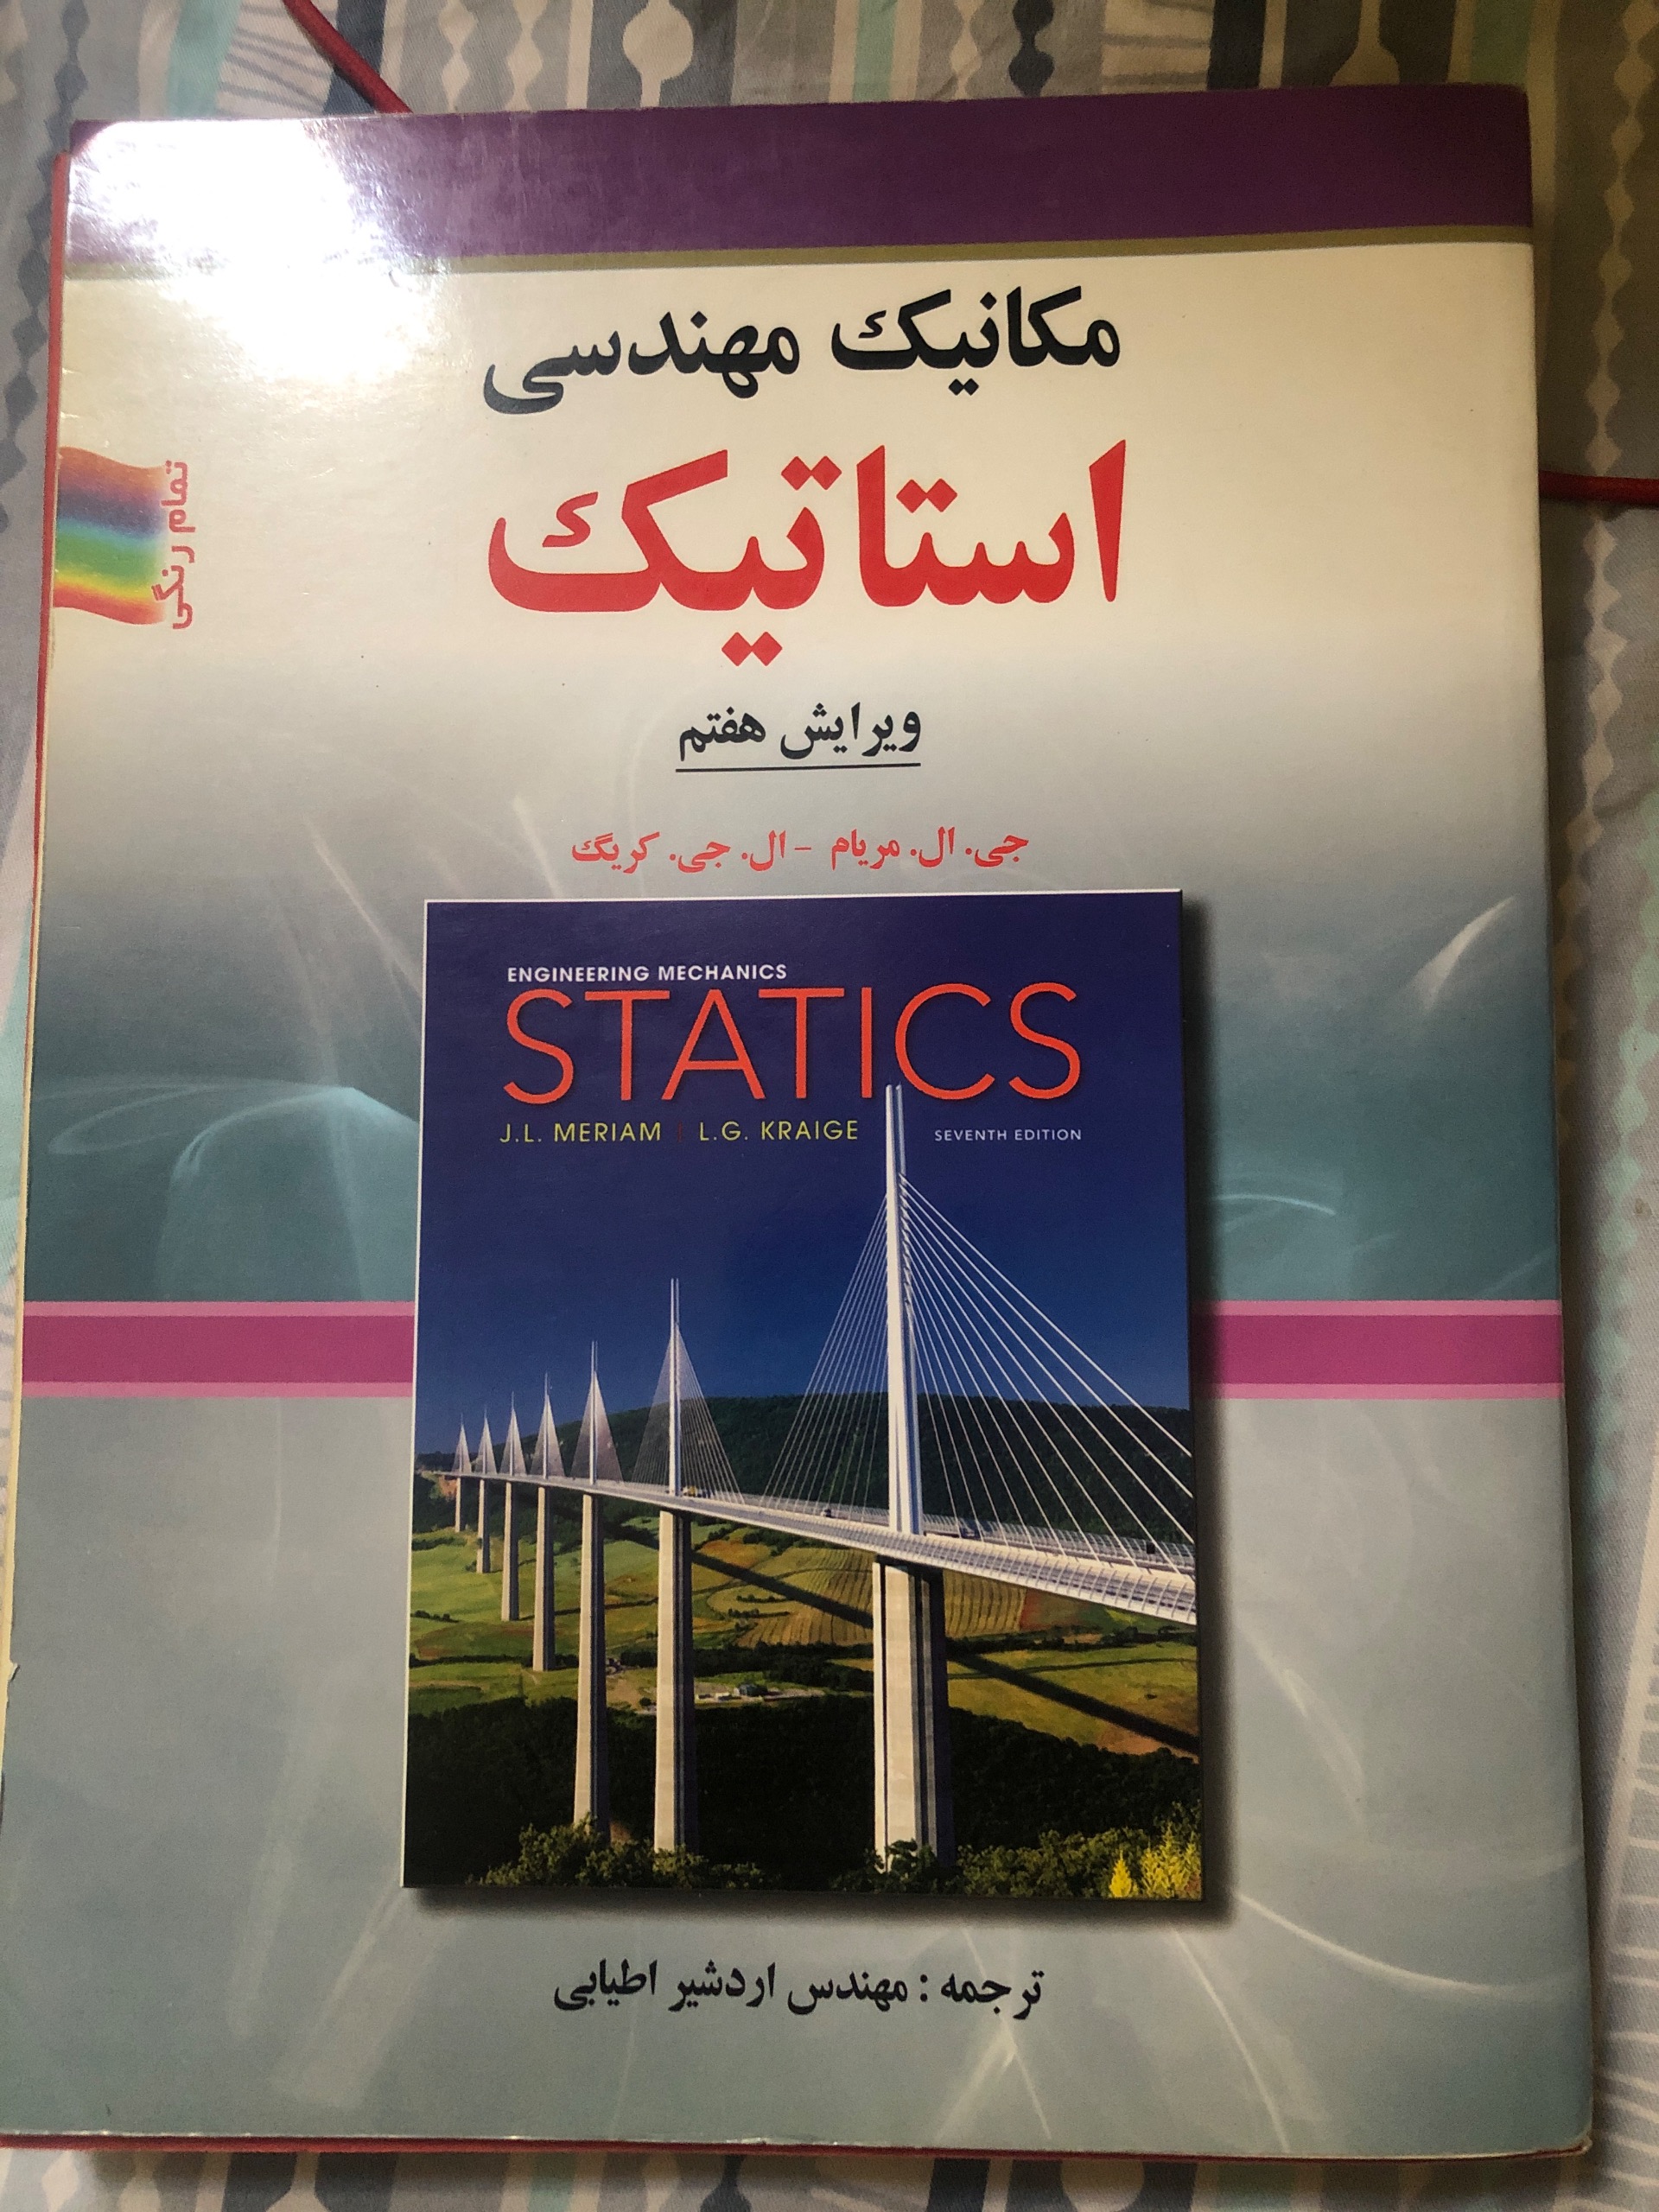 مکانیک مهندسی
استاتیک
تمام رنگی
ویرایش هفتم
جی. ال. مریام - ال. جی. کریگ
ENGINEERING MECHANICS
STATICS
J.L. MERIAM | L.G. KRAIGE SEVENTH EDITION
ترجمه : مهندس اردشیر اطیابی